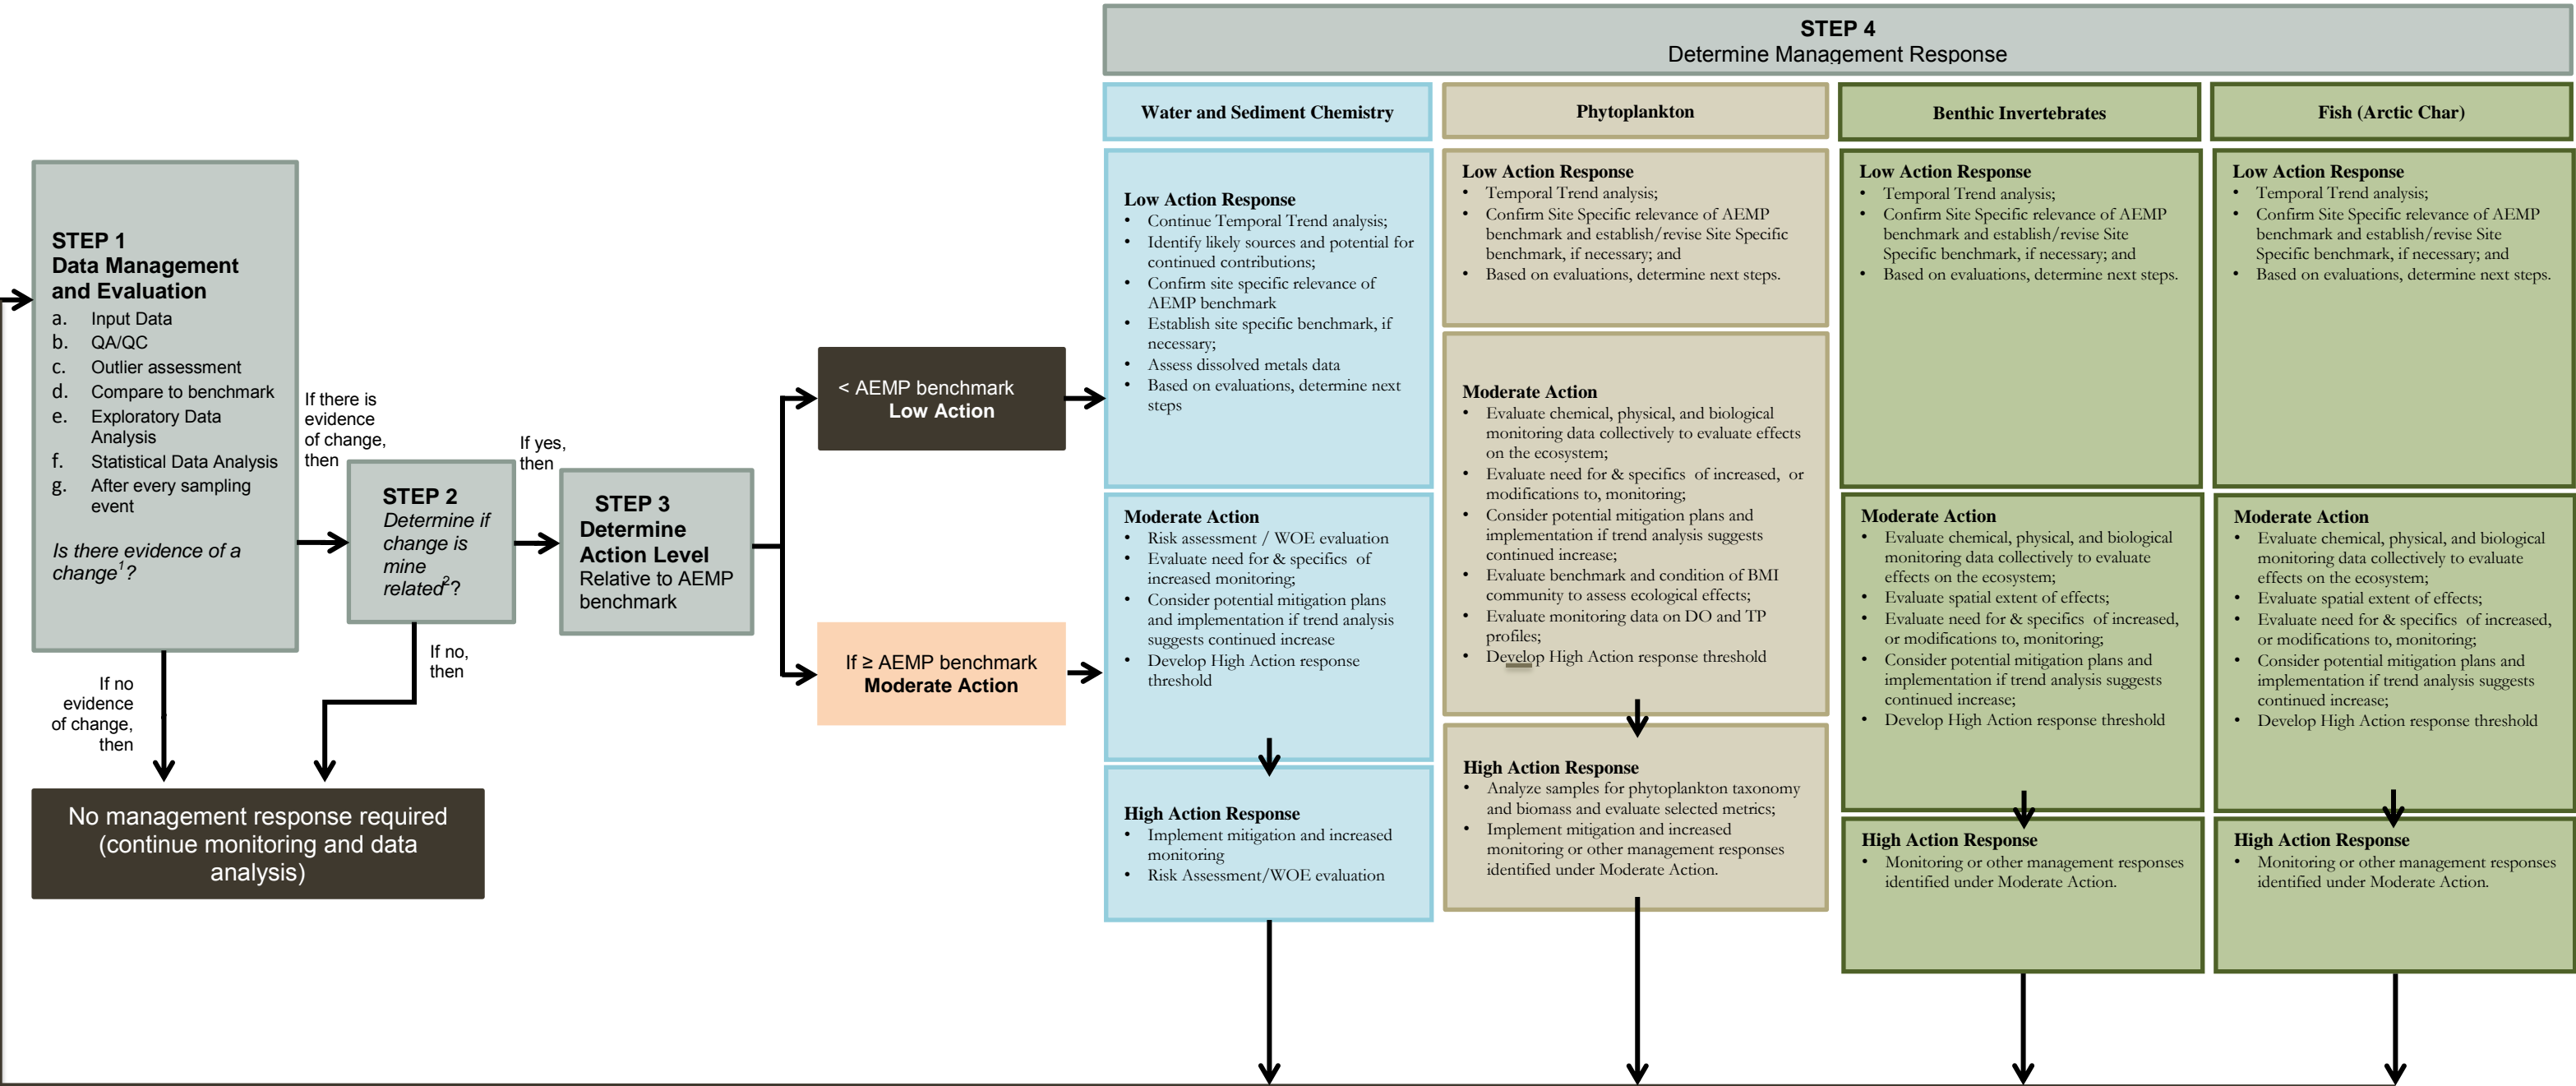 STEP 4
Determine Management Response
Water and Sediment Chemistry
Phytoplankton
Benthic Invertebrates
Fish (Arctic Char)
STEP 1
Data Management
and Evaluation
a. Input Data
b. QA/QC
c. Outlier assessment
d. Compare to benchmark
e. Exploratory Data
Analysis
f. Statistical Data Analysis
g. After every sampling
event
Is there evidence of a
change1?
If there is
evidence
of change,
then
If no
evidence
of change,
then
STEP 2
Determine if
change is
mine
related2?
If yes,
then
If no,
then
No management response required
(continue monitoring and data
analysis)
STEP 3
Determine
Action Level
Relative to AEMP
benchmark
< AEMP benchmark
Low Action
If ≥ AEMP benchmark
Moderate Action
Low Action Response
• Continue Temporal Trend analysis;
• Identify likely sources and potential for
continued contributions;
• Confirm site specific relevance of
AEMP benchmark
• Establish site specific benchmark, if
necessary;
• Assess dissolved metals data
• Based on evaluations, determine next
steps
Moderate Action
• Risk assessment / WOE evaluation
• Evaluate need for & specifics of
increased monitoring;
• Consider potential mitigation plans
and implementation if trend analysis
suggests continued increase
• Develop High Action response
threshold
High Action Response
• Implement mitigation and increased
monitoring
• Risk Assessment/WOE evaluation
Low Action Response
• Temporal Trend analysis;
• Confirm Site Specific relevance of AEMP
benchmark and establish/revise Site Specific
benchmark, if necessary; and
• Based on evaluations, determine next steps.
Moderate Action
• Evaluate chemical, physical, and biological
monitoring data collectively to evaluate effects
on the ecosystem;
• Evaluate need for & specifics of increased, or
modifications to, monitoring;
• Consider potential mitigation plans and
implementation if trend analysis suggests
continued increase;
• Evaluate benchmark and condition of BMI
community to assess ecological effects;
• Evaluate monitoring data on DO and TP
profiles;
• Develop High Action response threshold
High Action Response
• Analyze samples for phytoplankton taxonomy
and biomass and evaluate selected metrics;
• Implement mitigation and increased
monitoring or other management responses
identified under Moderate Action.
Low Action Response
• Temporal Trend analysis;
• Confirm Site Specific relevance of AEMP
benchmark and establish/revise Site
Specific benchmark, if necessary; and
• Based on evaluations, determine next steps.
Moderate Action
• Evaluate chemical, physical, and biological
monitoring data collectively to evaluate
effects on the ecosystem;
• Evaluate spatial extent of effects;
• Evaluate need for & specifics of increased,
or modifications to, monitoring;
• Consider potential mitigation plans and
implementation if trend analysis suggests
continued increase;
• Develop High Action response threshold
High Action Response
• Monitoring or other management responses
identified under Moderate Action.
Low Action Response
• Temporal Trend analysis;
• Confirm Site Specific relevance of AEMP
benchmark and establish/revise Site
Specific benchmark, if necessary; and
• Based on evaluations, determine next steps.
Moderate Action
• Evaluate chemical, physical, and biological
monitoring data collectively to evaluate
effects on the ecosystem;
• Evaluate spatial extent of effects;
• Evaluate need for & specifics of increased,
or modifications to, monitoring;
• Consider potential mitigation plans and
implementation if trend analysis suggests
continued increase;
• Develop High Action response threshold
High Action Response
• Monitoring or other management responses
identified under Moderate Action.